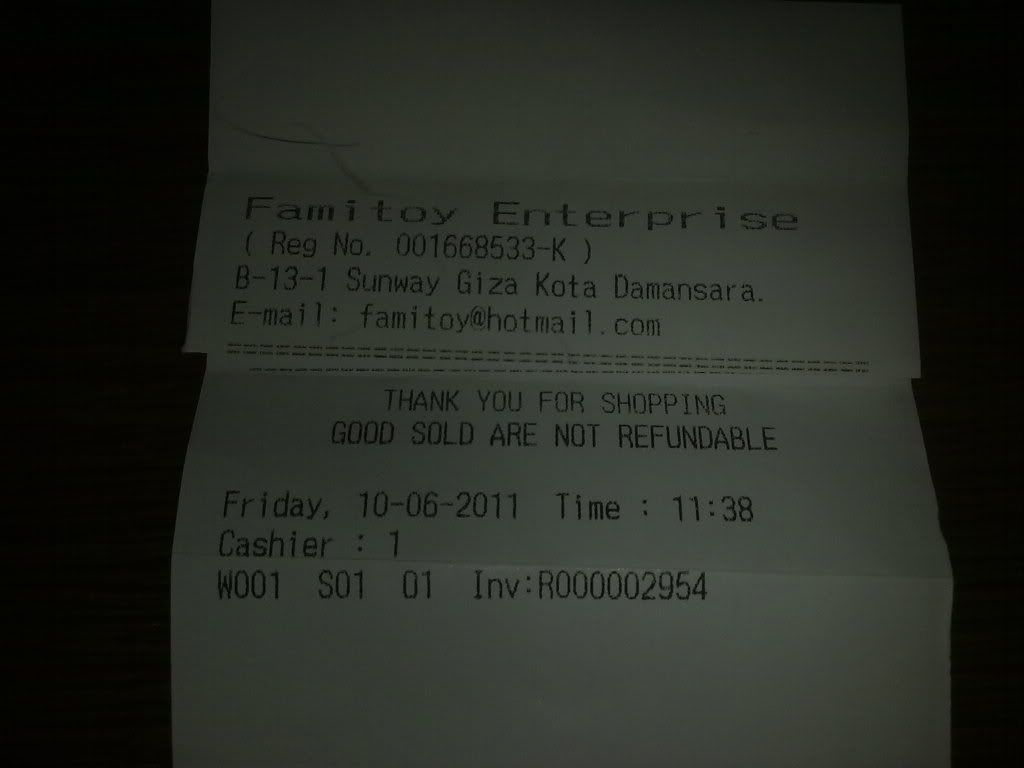 Famitoy Enterprise
( Reg No. 001668533-K )
B-13-1 Sunway Giza Kota Damansara.
E-mail: famitoy@hotmail.com
THANK YOU FOR SHOPPING
GOOD SOLD ARE NOT REFUNDABLE
Friday, 10-06-2011 Time : 11:38
Cashier : 1
W001 S01 01 Inv:R000002954